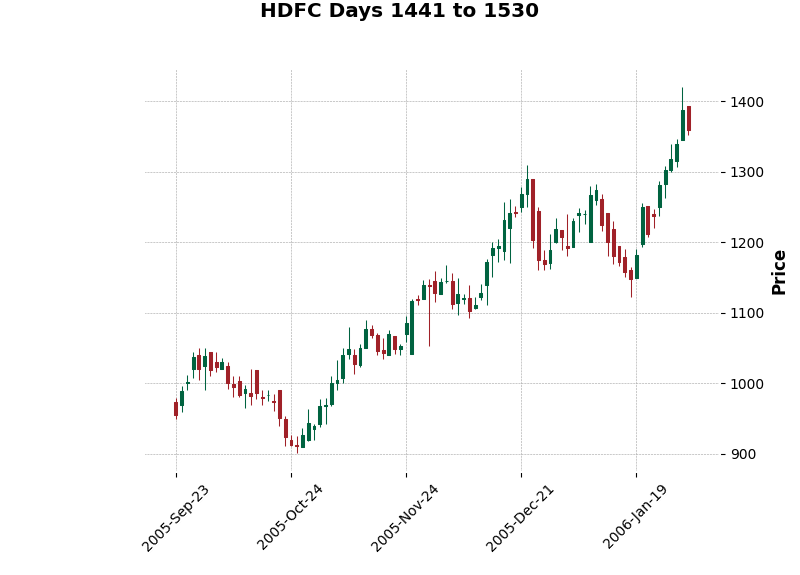 HDFC Days 1441 to 1530
1400
1300
1200
1100
1000
900
Price
2005-Sep-23
2005-Oct-24
2005-Nov-24
2005-Dec-21
2006-Jan-19